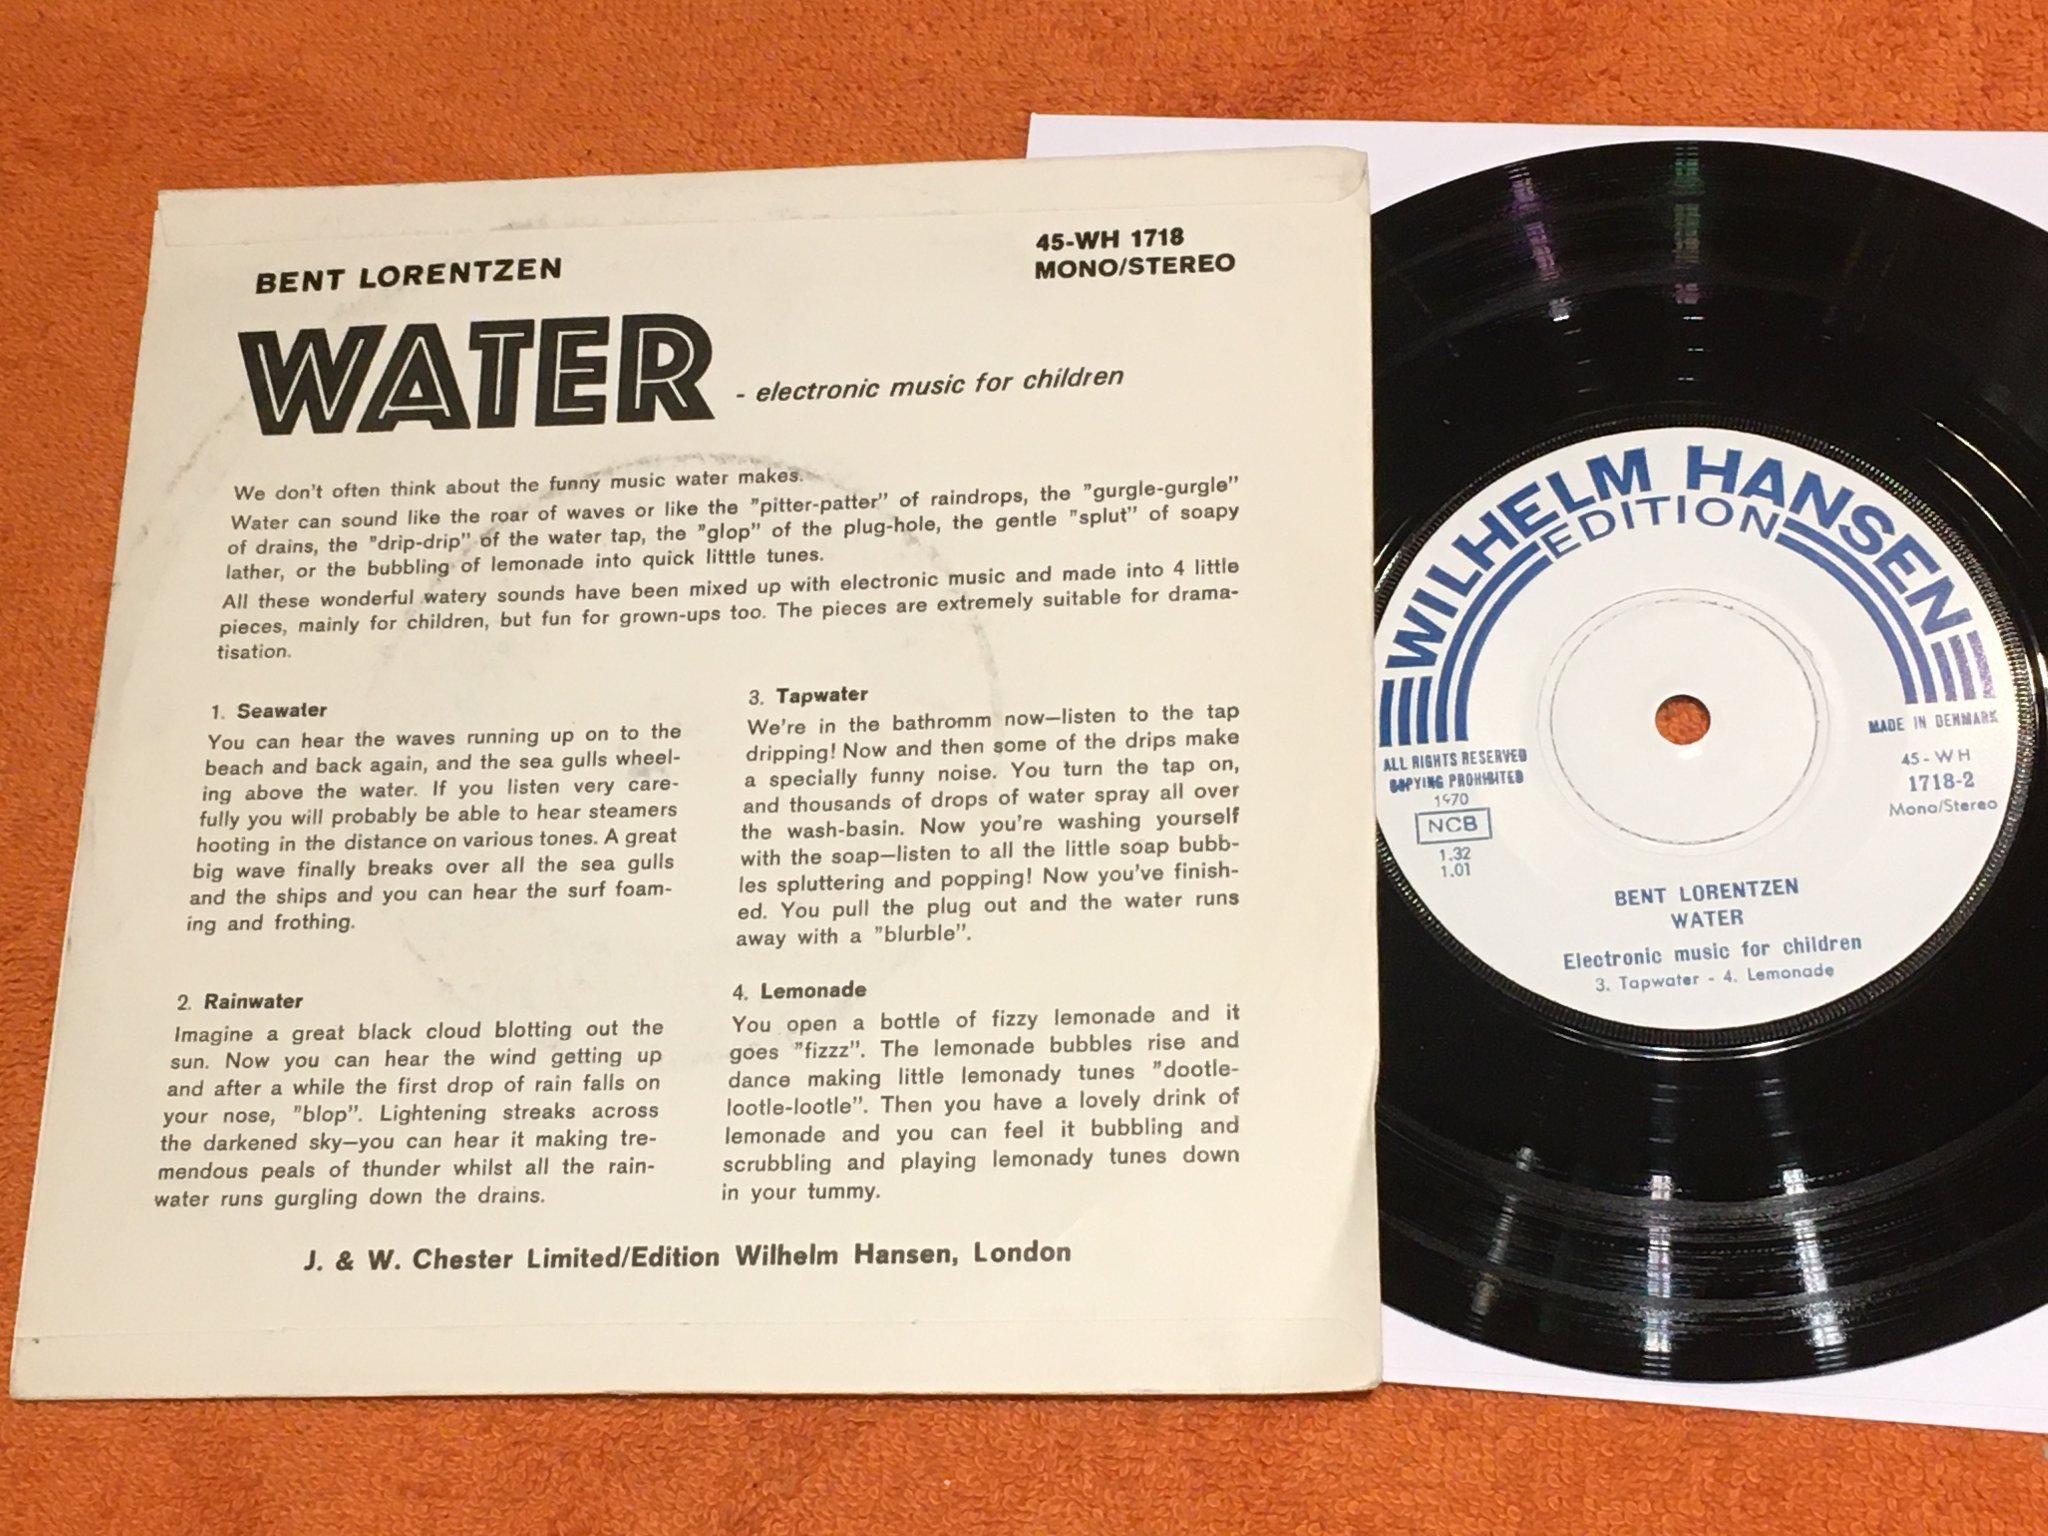 BENT LORENTZEN
45-WH 1718
MONO/STEREO
WATER - electronic music for children
We don't often think about the funny music water makes.
Water can sound like the roar of waves or like the "pitter-patter" of raindrops, the "gurgle-gurgle"
of drains, the "drip-drip" of the water tap, the "glop" of the plug-hole, the gentle "splut" of soapy
lather, or the bubbling of lemonade into quick litttle tunes.
All these wonderful watery sounds have been mixed up with electronic music and made into 4 little
pieces, mainly for children, but fun for grown-ups too. The pieces are extremely suitable for drama-
tisation.
1. Seawater
You can hear the waves running up on to the
beach and back again, and the sea gulls wheel-
ing above the water. If you listen very care-
fully you will probably be able to hear steamers
hooting in the distance on various tones. A great
big wave finally breaks over all the sea gulls
and the ships and you can hear the surf foam-
ing and frothing.
2. Rainwater
Imagine a great black cloud blotting out the
sun. Now you can hear the wind getting up
and after a while the first drop of rain falls on
your nose, "blop". Lightening streaks across
the darkened sky—you can hear it making tre-
mendous peals of thunder whilst all the rain-
water runs gurgling down the drains.
3. Tapwater
We're in the bathromm now—listen to the tap
dripping! Now and then some of the drips make
a specially funny noise. You turn the tap on,
and thousands of drops of water spray all over
the wash-basin. Now you're washing yourself
with the soap—listen to all the little soap bubb-
les spluttering and popping! Now you've finish-
ed. You pull the plug out and the water runs
away with a "blurble".
4. Lemonade
You open a bottle of fizzy lemonade and it
goes "fizzz". The lemonade bubbles rise and
dance making little lemonady tunes "dootle-
lootle-lootle". Then you have a lovely drink of
lemonade and you can feel it bubbling and
scrubbling and playing lemonady tunes down
in your tummy.
J. & W. Chester Limited/Edition Wilhelm Hansen, London
WILHELM HANSEN
EDITION
MADE IN DENMARK
ALL RIGHTS RESERVED
COPYING PROHIBITED
1970
NCB
1.32
1.01
45-WH
1718-2
Mono/Stereo
BENT LORENTZEN
WATER
Electronic music for children
3. Tapwater - 4. Lemonade